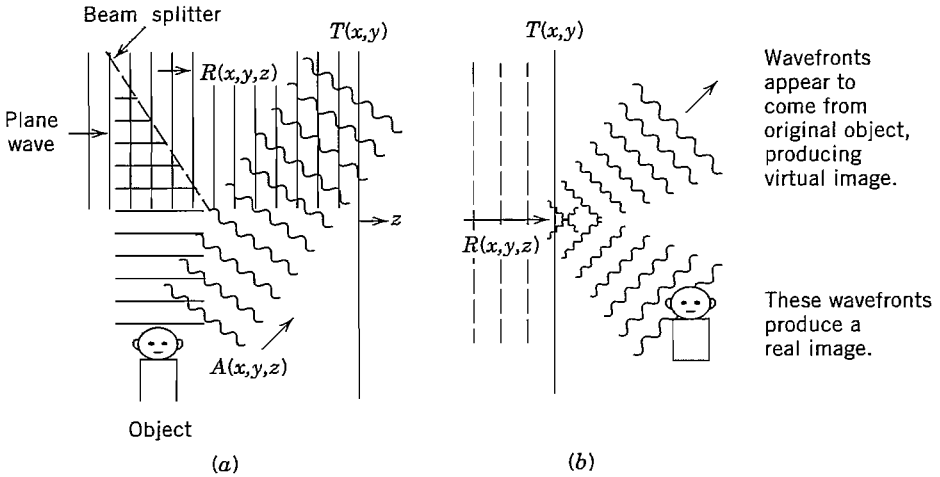 Beam splitter
T(x,y)
R(x,y,z)
Plane
wave
z
A(x,y,z)
Object
(a)
T(x,y)
R(x,y,z)
Wavefronts
appear to
come from
original object,
producing
virtual image.
These wavefronts
produce a
real image.
(b)